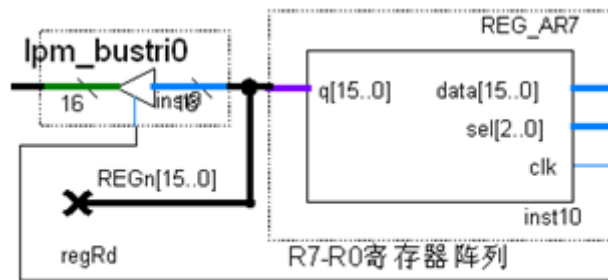 REG_AR7
lpm_bustri0
16
16
q[15..0]
data[15..0]
sel[2..0]
clk
REGn[15..0]
inst10
regRd
R7-R0寄存器阵列